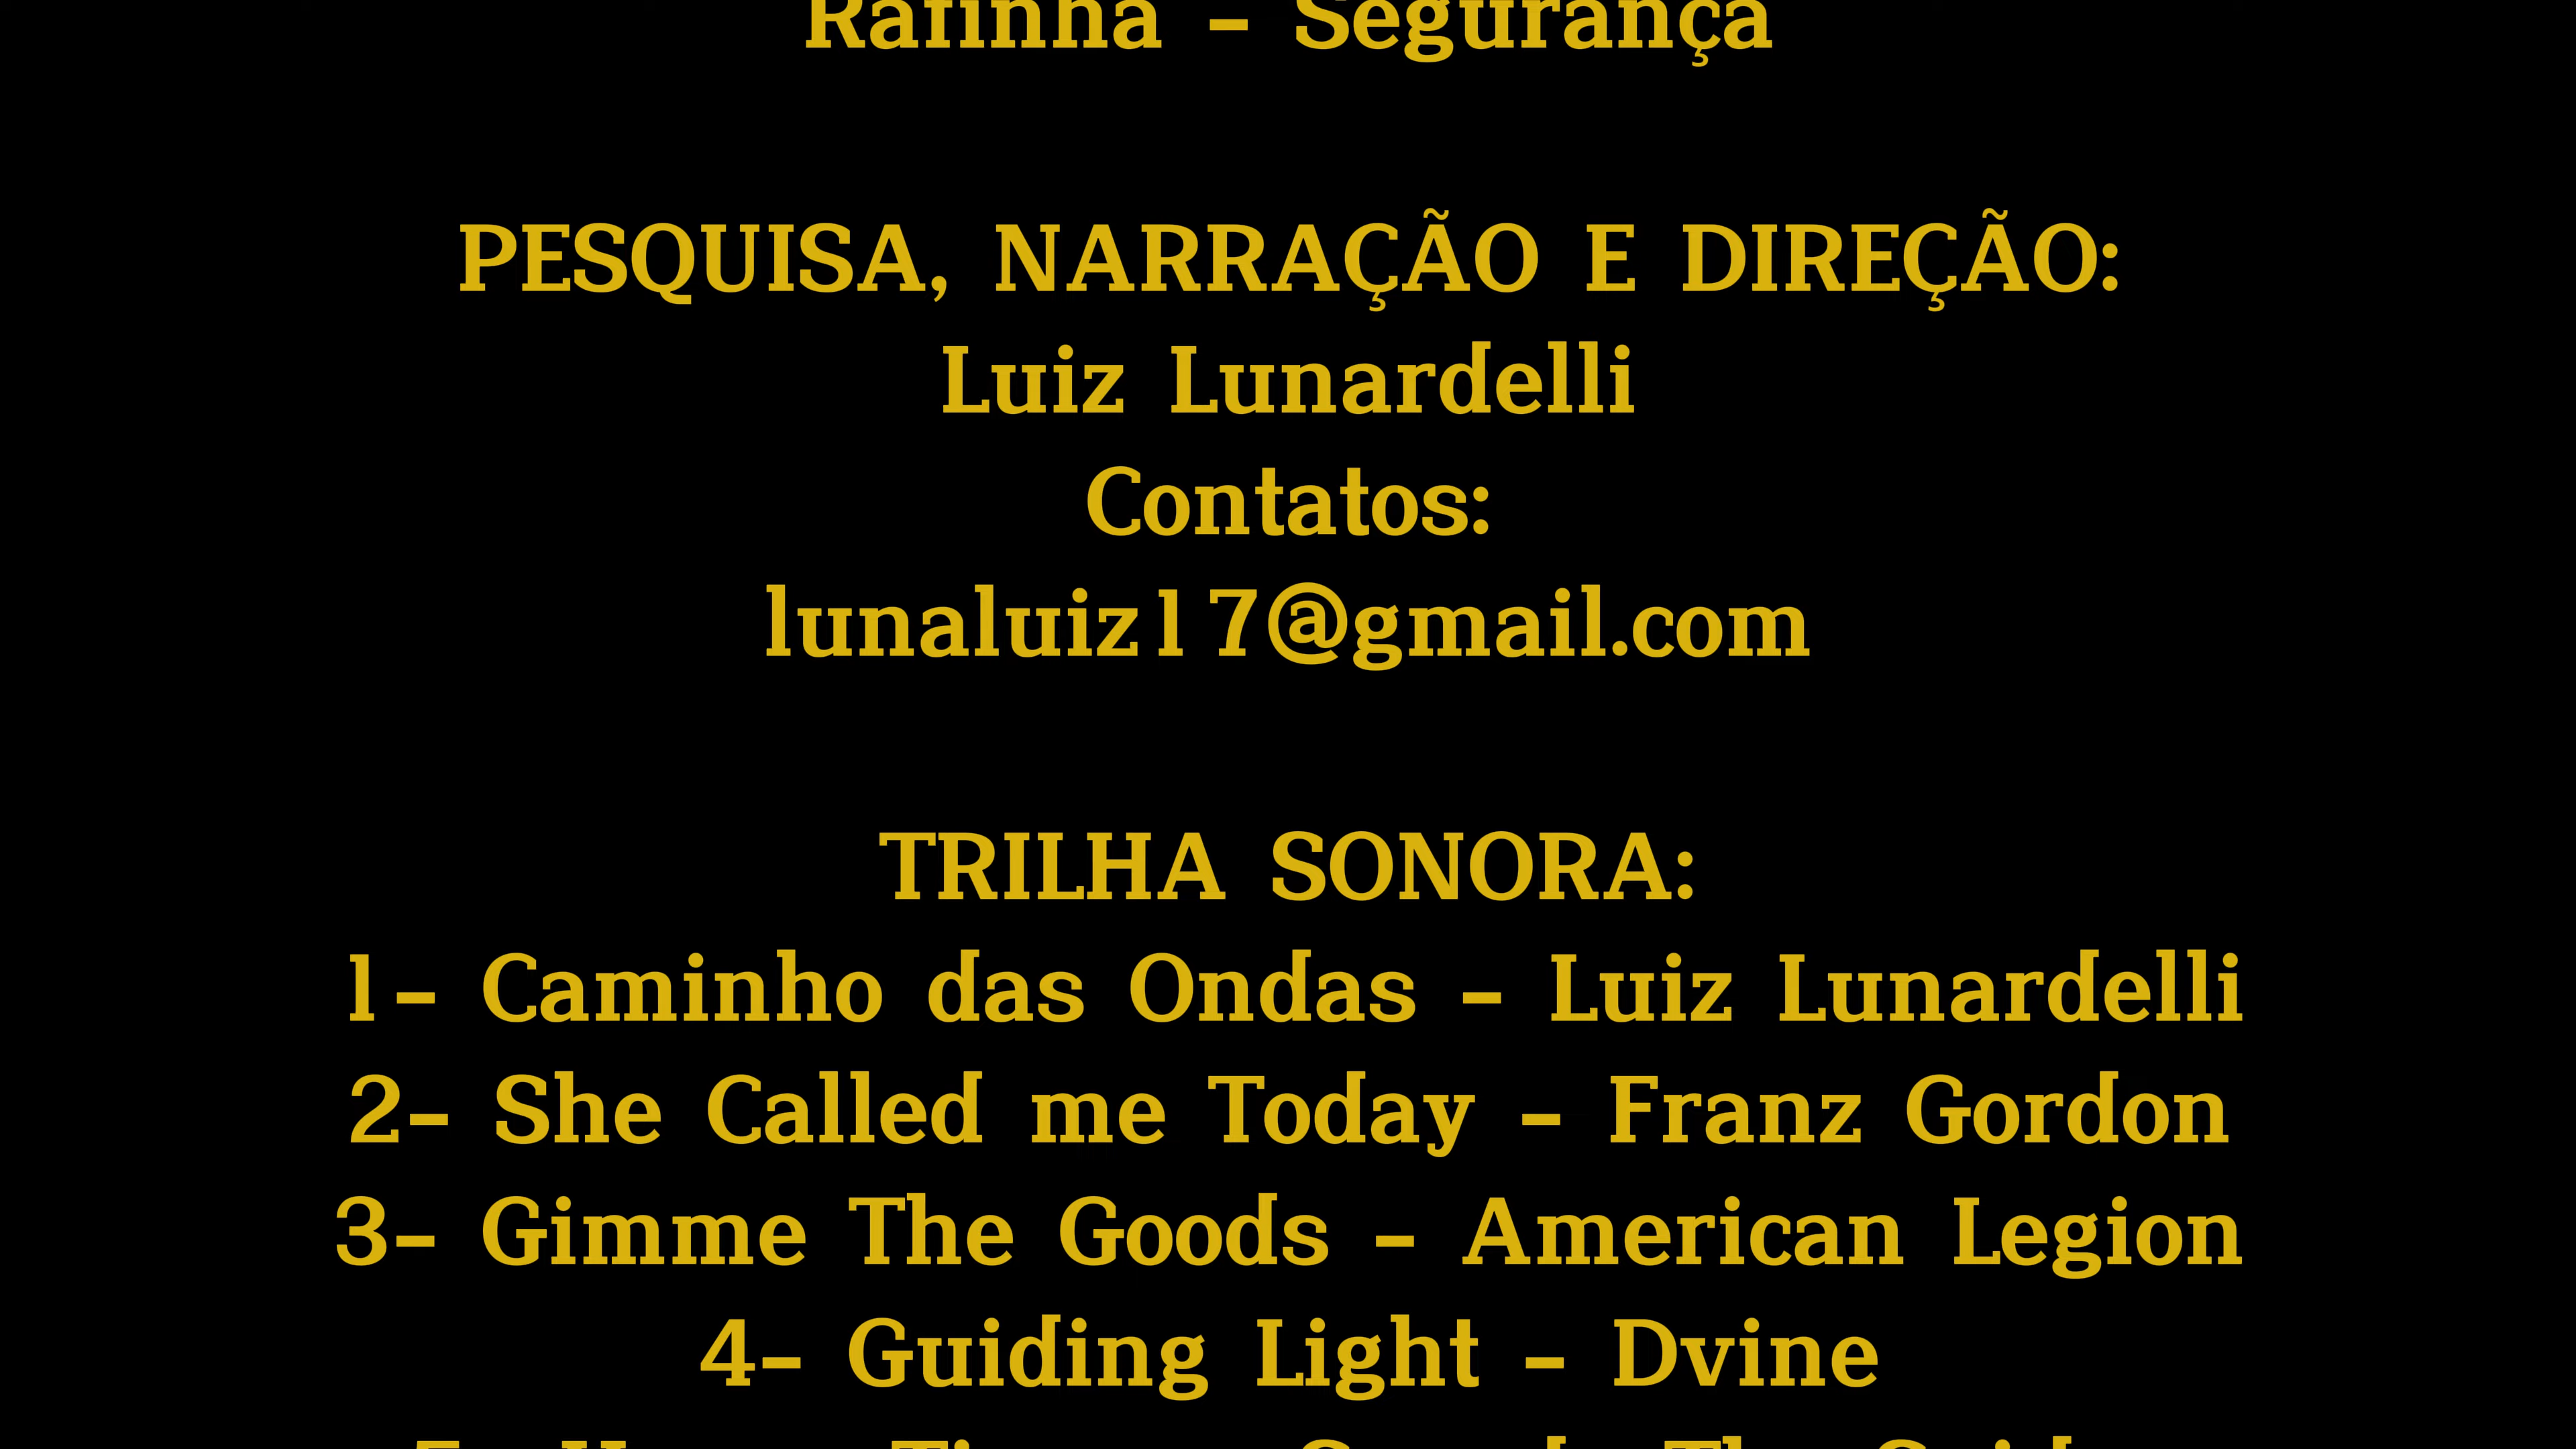 Rafinha - Segurança
PESQUISA, NARRAÇÃO E DIREÇÃO:
Luiz Lunardelli
Contatos:
lunaluiz17@gmail.com
TRILHA SONORA:
1- Caminho das Ondas - Luiz Lunardelli
2- She Called me Today - Franz Gordon
3- Gimme The Goods - American Legion
4- Guiding Light - Dvine